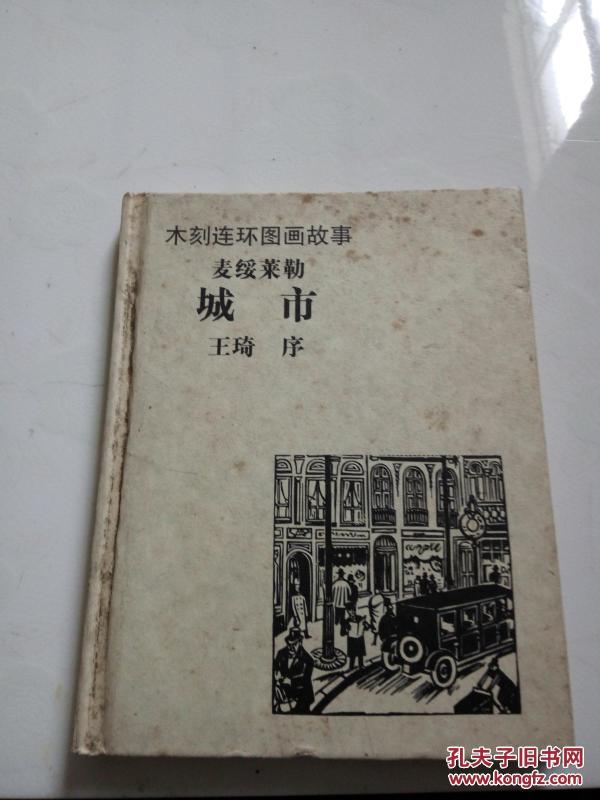 木刻连环图画故事
麦绥莱勒
城 市
王琦 序
孔夫子旧书网
www.kongfz.com